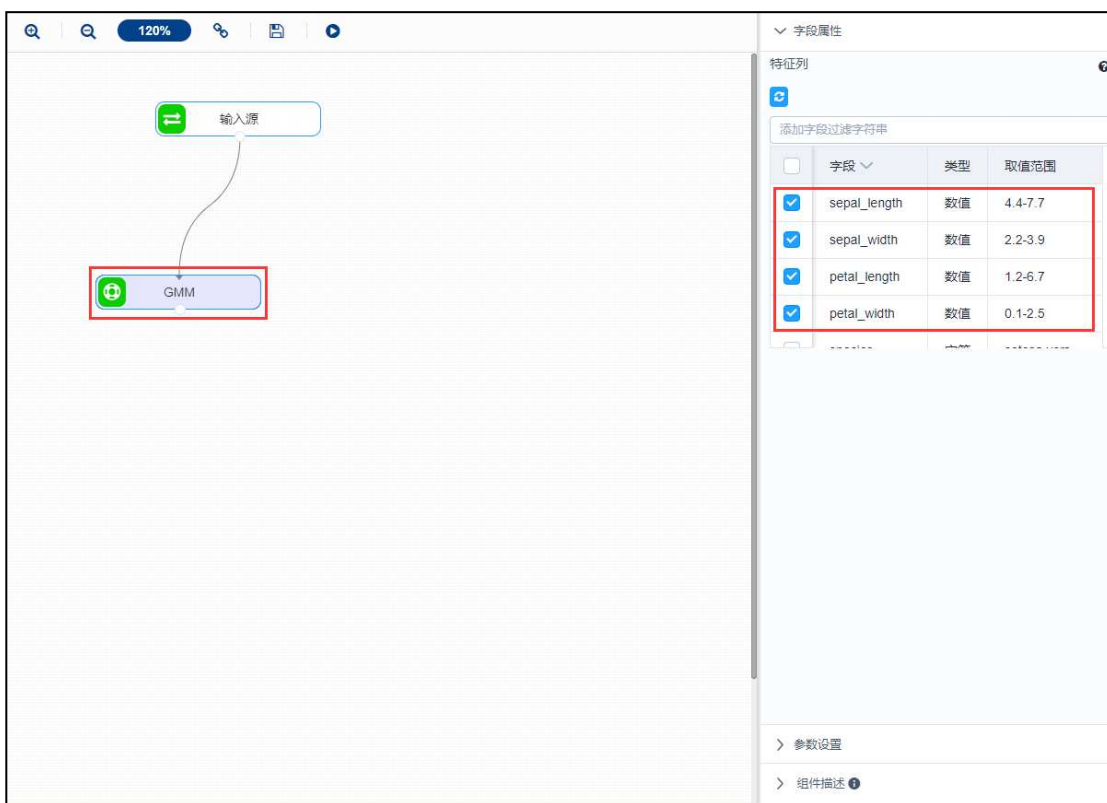 120%
输入源
GMM
字段属性
特征列
添加字段过滤字符串
字段 类型 取值范围
sepal_length 数值 4.4-7.7
sepal_width 数值 2.2-3.9
petal_length 数值 1.2-6.7
petal_width 数值 0.1-2.5
参数设置
组件描述